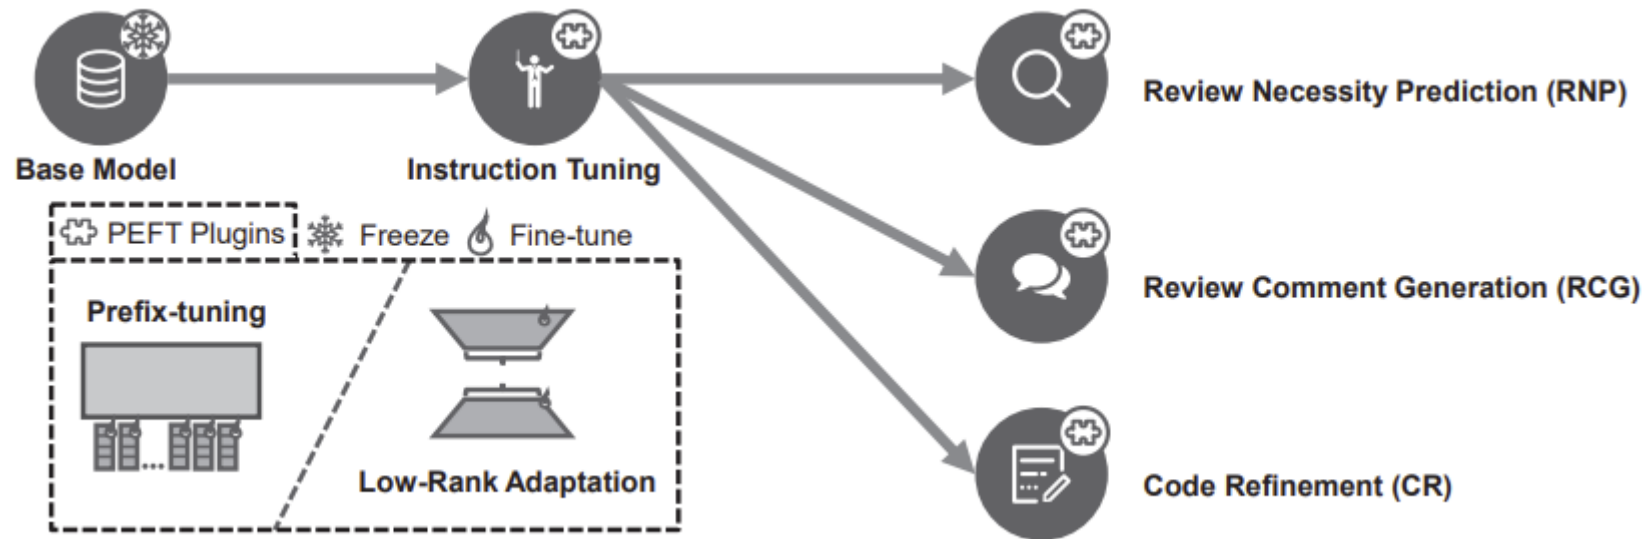 Base Model
Instruction Tuning
Review Necessity Prediction (RNP)
PEFT Plugins
Freeze
Fine-tune
Prefix-tuning
...
Low-Rank Adaptation
Review Comment Generation (RCG)
Code Refinement (CR)